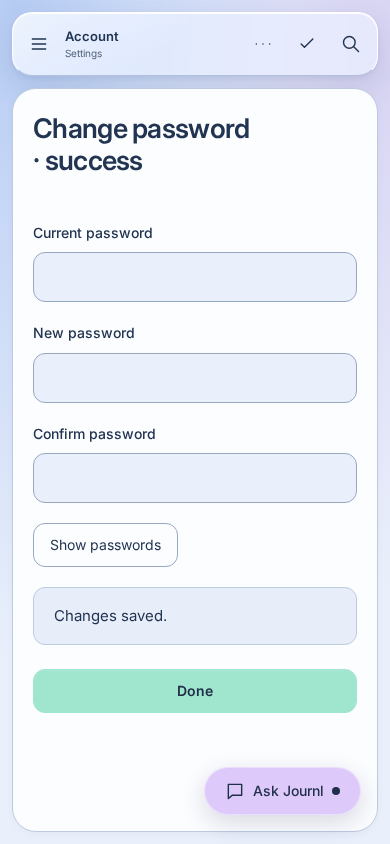 Account
Settings
···
Change password
· success
Current password
New password
Confirm password
Show passwords
Changes saved.
Done
Ask Journl